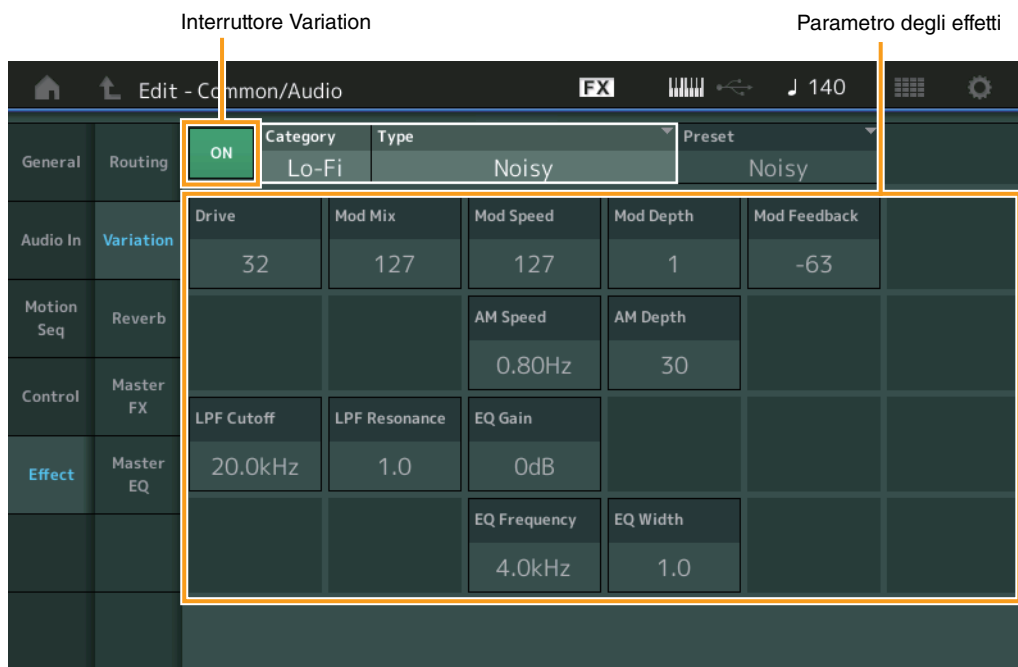 Interruttore Variation
Parametro degli effetti
Edit - Common/Audio
FX
140
General
Routing
ON
Category
Lo-Fi
Type
Noisy
Preset
Noisy
Audio In
Variation
Drive
32
Mod Mix
127
Mod Speed
127
Mod Depth
1
Mod Feedback
-63
Motion
Seq
Reverb
AM Speed
0.80Hz
AM Depth
30
Control
Master
FX
LPF Cutoff
20.0kHz
LPF Resonance
1.0
EQ Gain
0dB
Effect
Master
EQ
EQ Frequency
4.0kHz
EQ Width
1.0